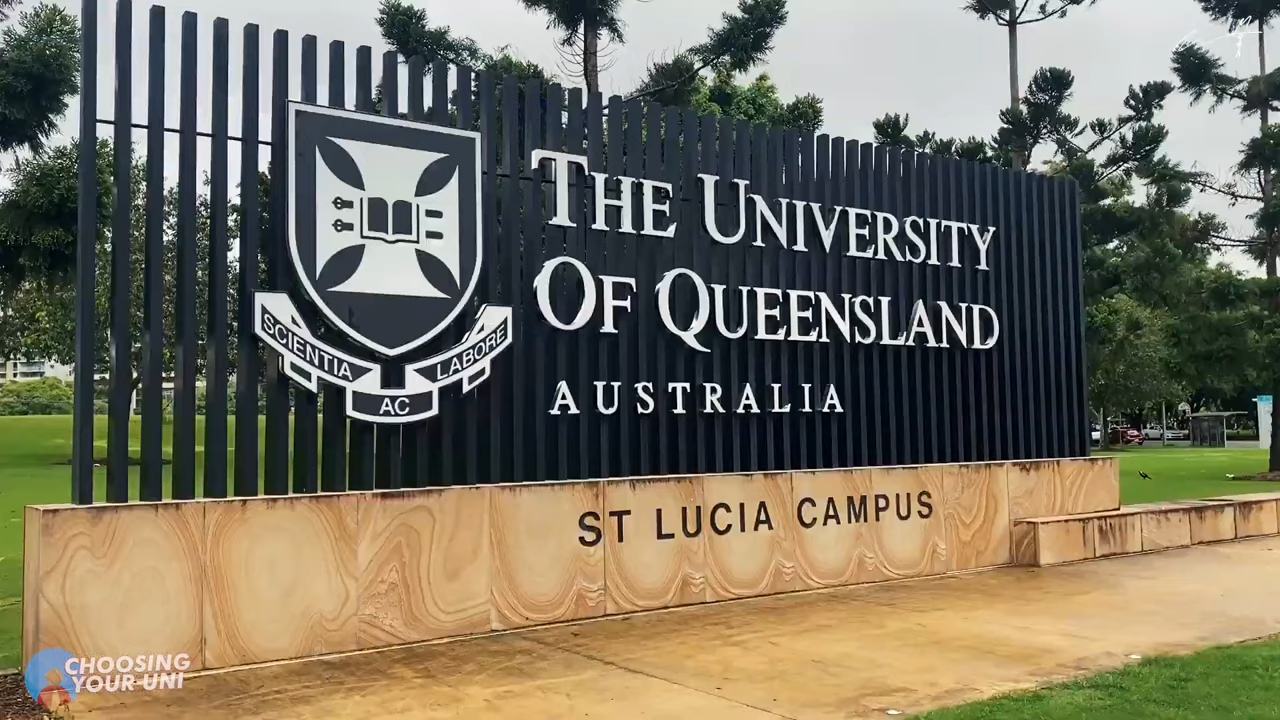 THE UNIVERSITY
OF QUEENSLAND
AUSTRALIA
SCIENTIA
AC
LABORE
ST LUCIA CAMPUS
CHOOSING
YOUR UNI